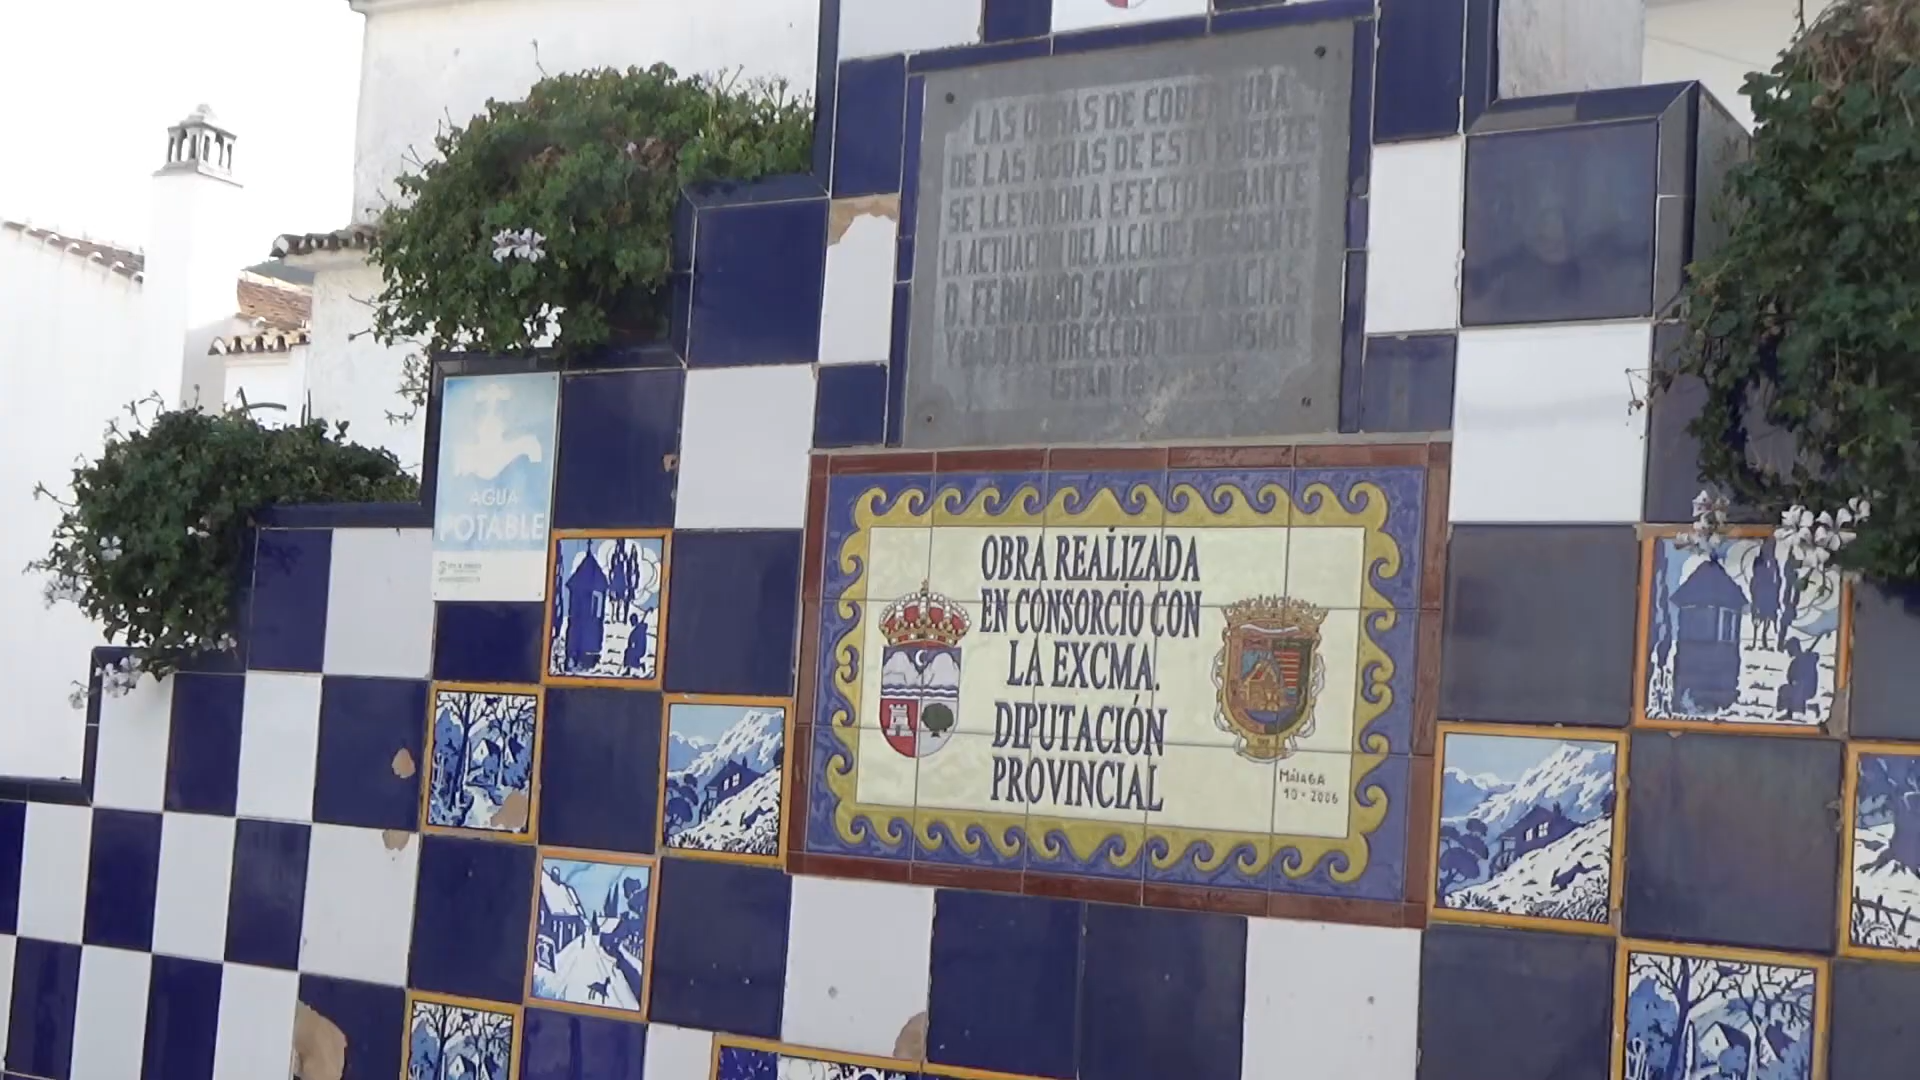 LAS OBRAS DE COBERTURA
DE LAS AGUAS DE ESTA FUENTE
SE LLEVARON A EFECTO DURANTE
LA ACTUACION DEL ALCALDE PRESIDENTE
D. FERNANDO SANCHEZ MACIAS
Y BAJO LA DIRECCION DEL MISMO
ISTAN
AGUA
POTABLE
OBRA REALIZADA
EN CONSORCIO CON
LA EXCMA.
DIPUTACIÓN
PROVINCIAL
MÁLAGA
10-2006